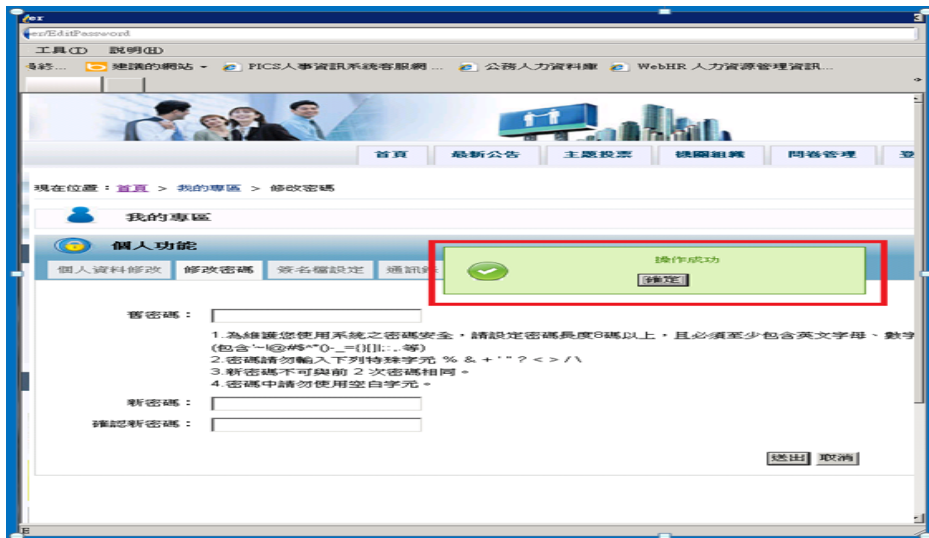 er
er/EditPassword
工具(T) 說明(H)
建議的網站 PICS人事資訊系統客服網... 公務人力資料庫 WebHR 人力資源管理資訊...
首頁 最新公告 主題投票 機關組織 問卷管理
現在位置：首頁 > 我的專區 > 修改密碼
我的專區
個人功能
操作成功
確定
個人資料修改 修改密碼 簽名檔設定 通訊錄
舊密碼：
1.為維護您使用系統之密碼安全，請設定密碼長度8碼以上，且必須至少包含英文字母、數字
2.密碼請勿輸入下列特殊字元 % & + ' " ? < > / \
3.新密碼不可與前 2 次密碼相同。
4.密碼中請勿使用空白字元。
新密碼：
確認新密碼：
送出 取消